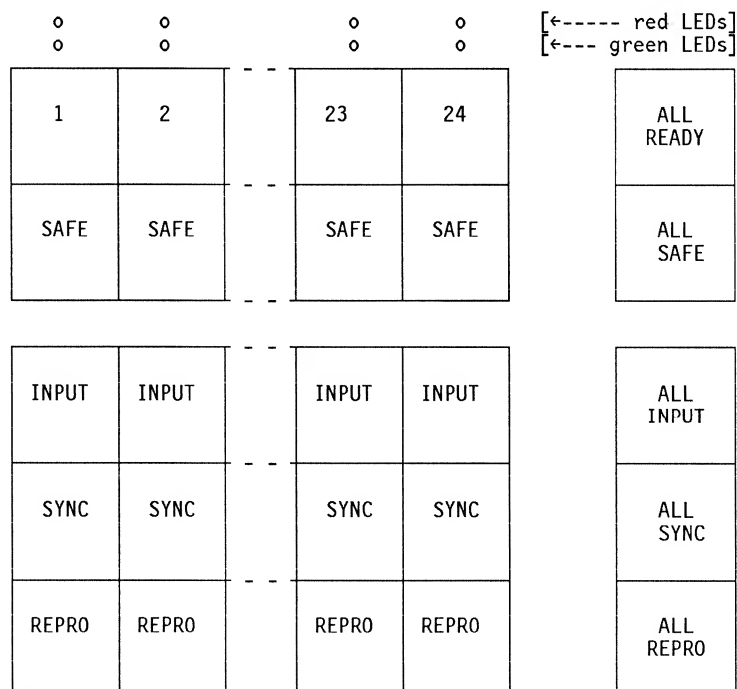 o o o o [←----- red LEDs]
o o o o [←--- green LEDs]
1 2 23 24 ALL
READY
SAFE SAFE SAFE SAFE ALL
SAFE
INPUT INPUT INPUT INPUT ALL
INPUT
SYNC SYNC SYNC SYNC ALL
SYNC
REPRO REPRO REPRO REPRO ALL
REPRO